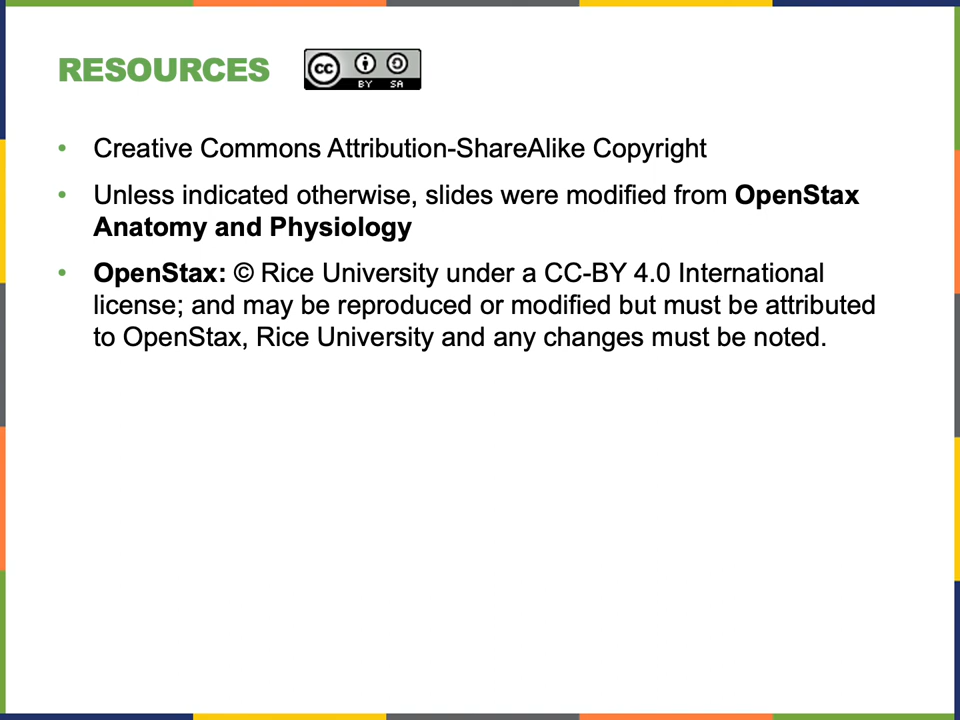 RESOURCES
cc BY SA
• Creative Commons Attribution-ShareAlike Copyright
• Unless indicated otherwise, slides were modified from OpenStax
Anatomy and Physiology
• OpenStax: © Rice University under a CC-BY 4.0 International
license; and may be reproduced or modified but must be attributed
to OpenStax, Rice University and any changes must be noted.